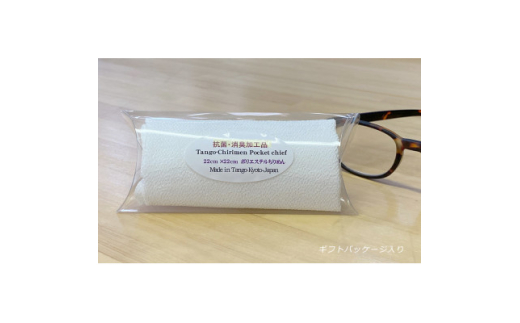 抗菌・消臭加工品
Tango-Chirimen Pocket chief
22cm×22cm ポリエステルちりめん
Made in Tango-Kyoto-Japan
ギフトパッケージ入り